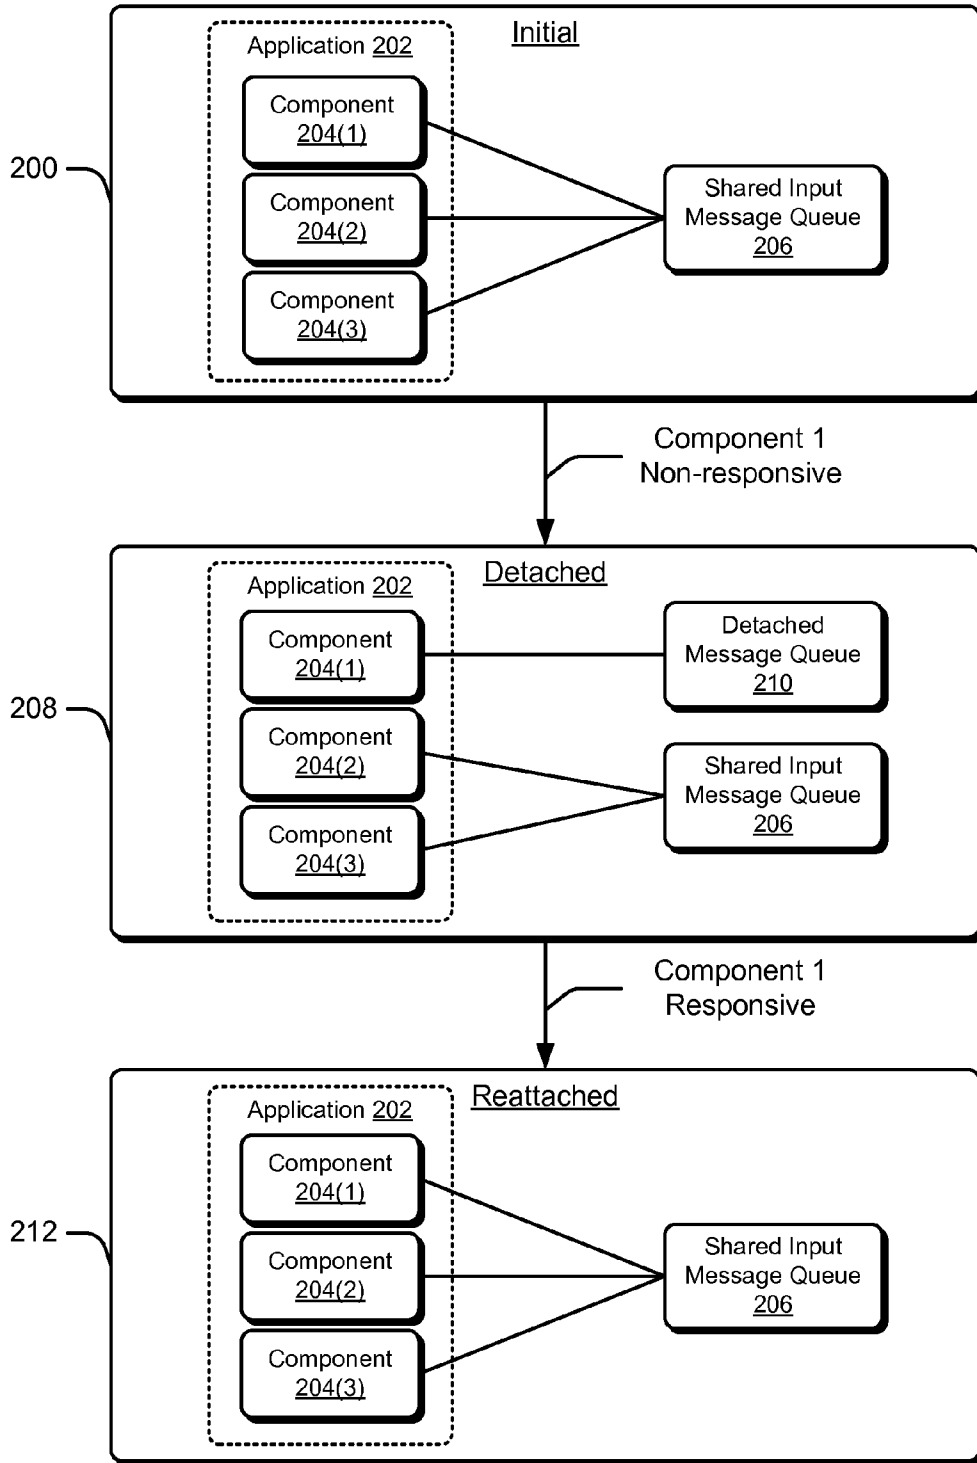 Initial
Application 202
Component
204(1)
Component
204(2)
Component
204(3)
200
Shared Input
Message Queue
206
Component 1
Non-responsive
Detached
Application 202
Component
204(1)
Component
204(2)
Component
204(3)
208
Detached
Message Queue
210
Shared Input
Message Queue
206
Component 1
Responsive
Reattached
Application 202
Component
204(1)
Component
204(2)
Component
204(3)
212
Shared Input
Message Queue
206